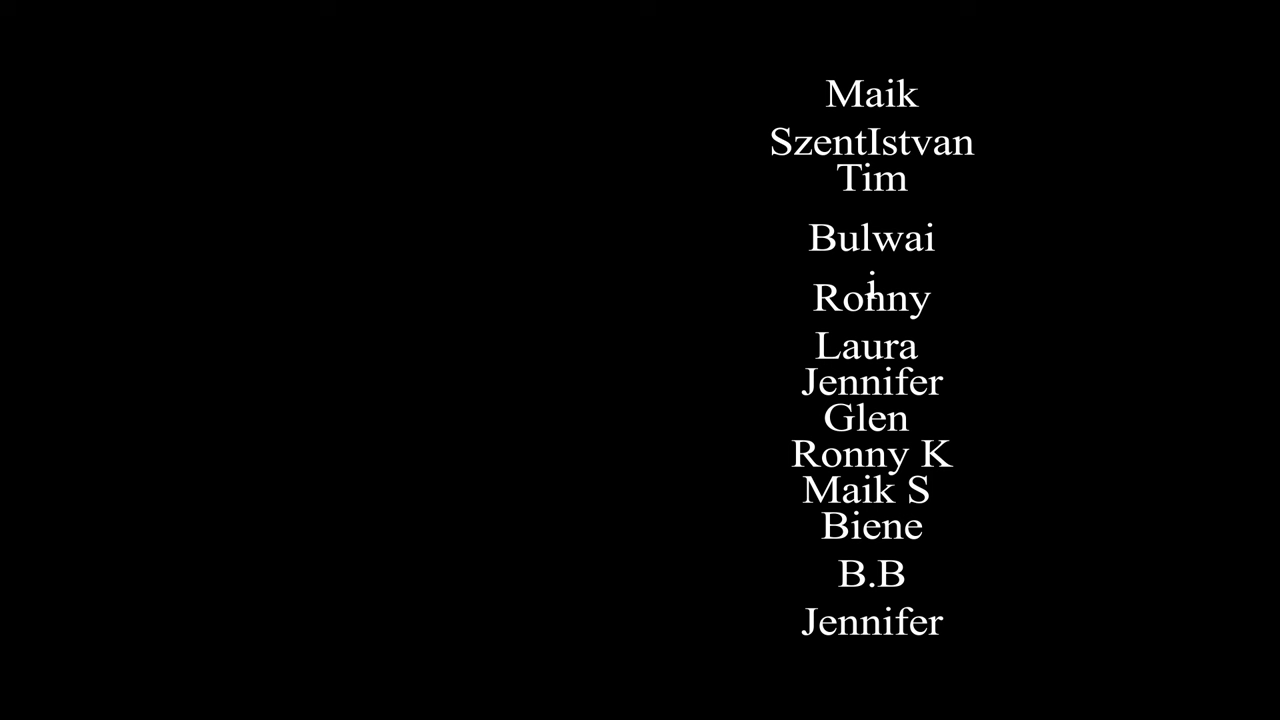 Maik
SzentIstvan
Tim
Bulwai
i
Ronny
Laura
Jennifer
Glen
Ronny K
Maik S
Biene
B.B
Jennifer